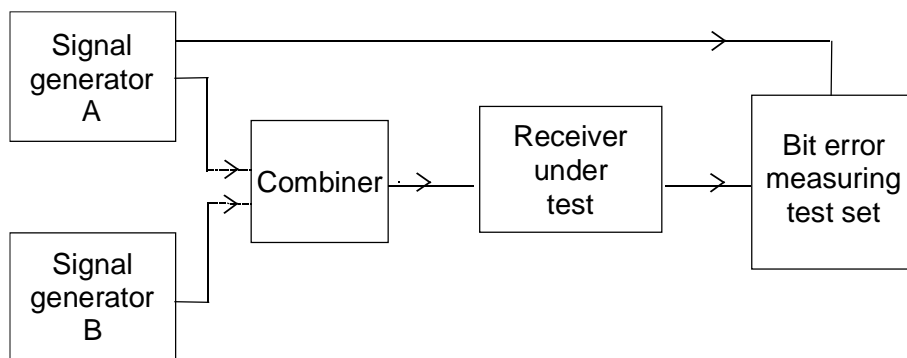 Signal
generator
A
Combiner
Receiver
under
test
Bit error
measuring
test set
Signal
generator
B